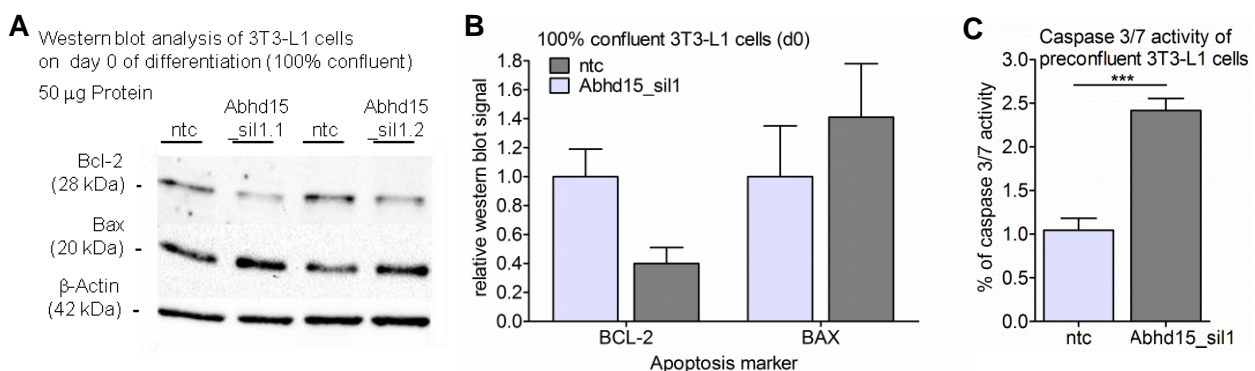 A
Western blot analysis of 3T3-L1 cells
on day 0 of differentiation (100% confluent)
50 µg Protein
ntc
Abhd15
_sil1.1
ntc
Abhd15
_sil1.2
Bcl-2
(28 kDa) -
Bax
(20 kDa) -
β-Actin
(42 kDa) -
B
100% confluent 3T3-L1 cells (d0)
ntc
Abhd15_sil1
relative western blot signal
1.8
1.6
1.4
1.2
1.0
0.8
0.6
0.4
0.2
0.0
BCL-2
BAX
Apoptosis marker
C
Caspase 3/7 activity of
preconfluent 3T3-L1 cells
***
% of caspase 3/7 activity
3.0
2.5
2.0
1.5
1.0
0.5
0.0
ntc
Abhd15_sil1